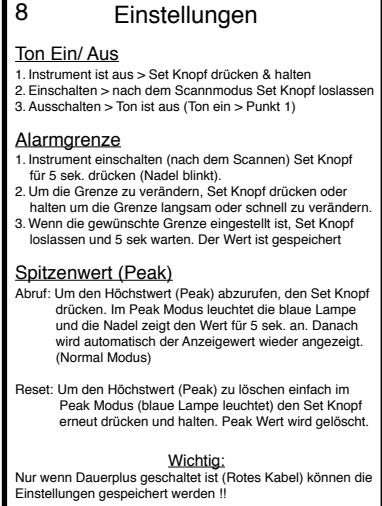 8 Einstellungen
Ton Ein/ Aus
1. Instrument ist aus > Set Knopf drücken & halten
2. Einschalten > nach dem Scannmodus Set Knopf loslassen
3. Ausschalten > Ton ist aus (Ton ein > Punkt 1)
Alarmgrenze
1. Instrument einschalten (nach dem Scannen) Set Knopf
für 5 sek. drücken (Nadel blinkt).
2. Um die Grenze zu verändern, Set Knopf drücken oder
halten um die Grenze langsam oder schnell zu verändern.
3. Wenn die gewünschte Grenze eingestellt ist, Set Knopf
loslassen und 5 sek warten. Der Wert ist gespeichert
Spitzenwert (Peak)
Abruf: Um den Höchstwert (Peak) abzurufen, den Set Knopf
drücken. Im Peak Modus leuchtet die blaue Lampe
und die Nadel zeigt den Wert für 5 sek. an. Danach
wird automatisch der Anzeigewert wieder angezeigt.
(Normal Modus)
Reset: Um den Höchstwert (Peak) zu löschen einfach im
Peak Modus (blaue Lampe leuchtet) den Set Knopf
erneut drücken und halten. Peak Wert wird gelöscht.
Wichtig:
Nur wenn Dauerplus geschaltet ist (Rotes Kabel) können die
Einstellungen gespeichert werden !!